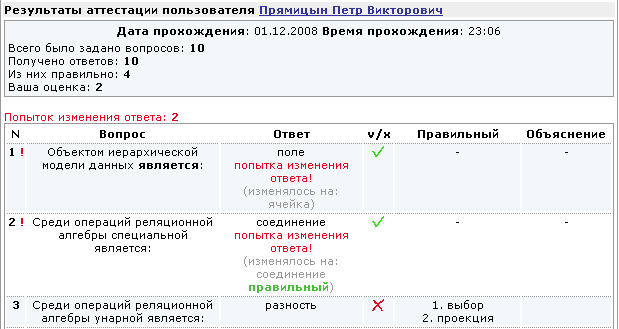 Результаты аттестации пользователя Прямицын Петр Викторович
Дата прохождения: 01.12.2008 Время прохождения: 23:06
Всего было задано вопросов: 10
Получено ответов: 10
Из них правильно: 4
Ваша оценка: 2
Попыток изменения ответа: 2
N Вопрос Ответ v/x Правильный Объяснение
1 ! Объектом иерархической модели данных является: поле - -
попытка изменения
ответа!
(изменялось на:
ячейка)
2 ! Среди операций реляционной алгебры специальной является: соединение - -
попытка изменения
ответа!
(изменялось на:
соединение
правильный)
3 Среди операций реляционной алгебры унарной является: разность 1. выбор
2. проекция